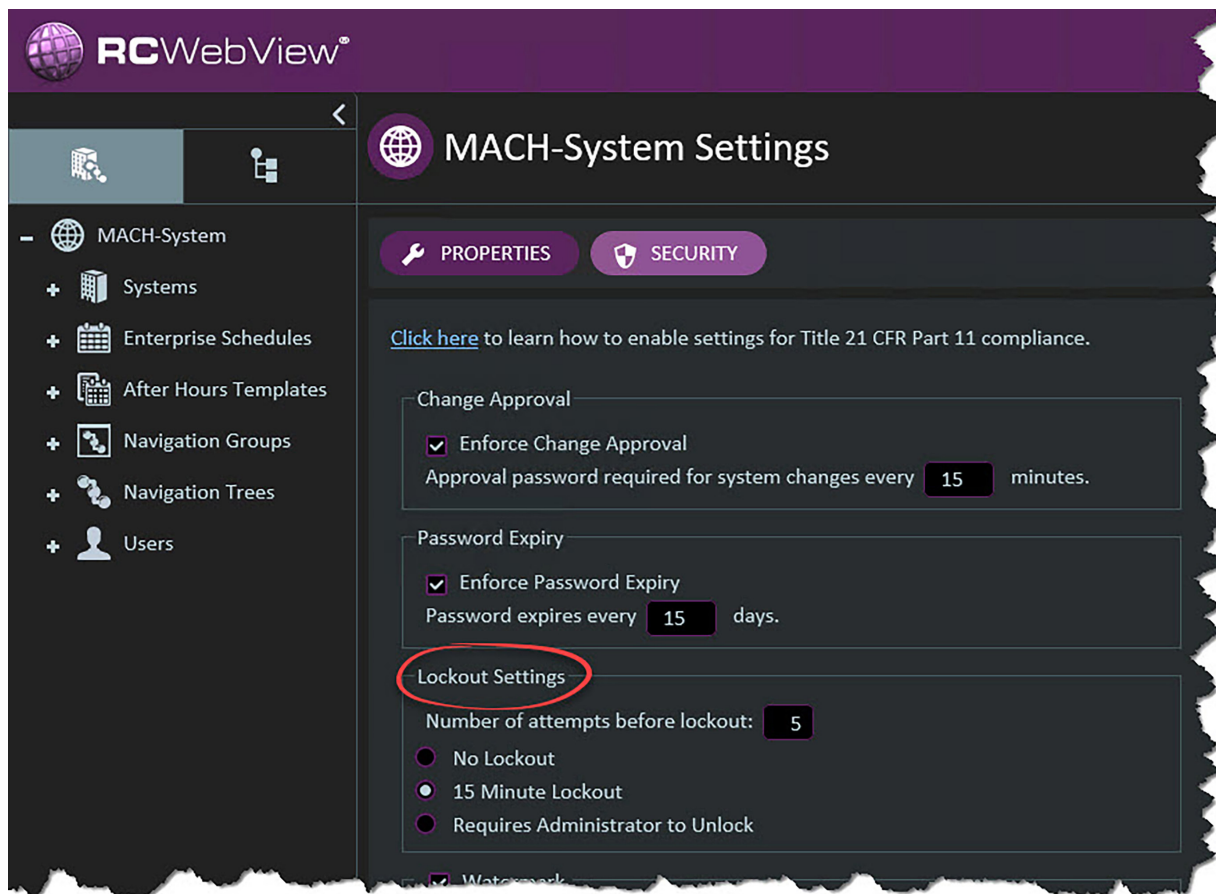 RCWebView®
MACH-System Settings
MACH-System
Systems
Enterprise Schedules
After Hours Templates
Navigation Groups
Navigation Trees
Users
PROPERTIES
SECURITY
Click here to learn how to enable settings for Title 21 CFR Part 11 compliance.
Change Approval
Enforce Change Approval
Approval password required for system changes every 15 minutes.
Password Expiry
Enforce Password Expiry
Password expires every 15 days.
Lockout Settings
Number of attempts before lockout: 5
No Lockout
15 Minute Lockout
Requires Administrator to Unlock
Watermark